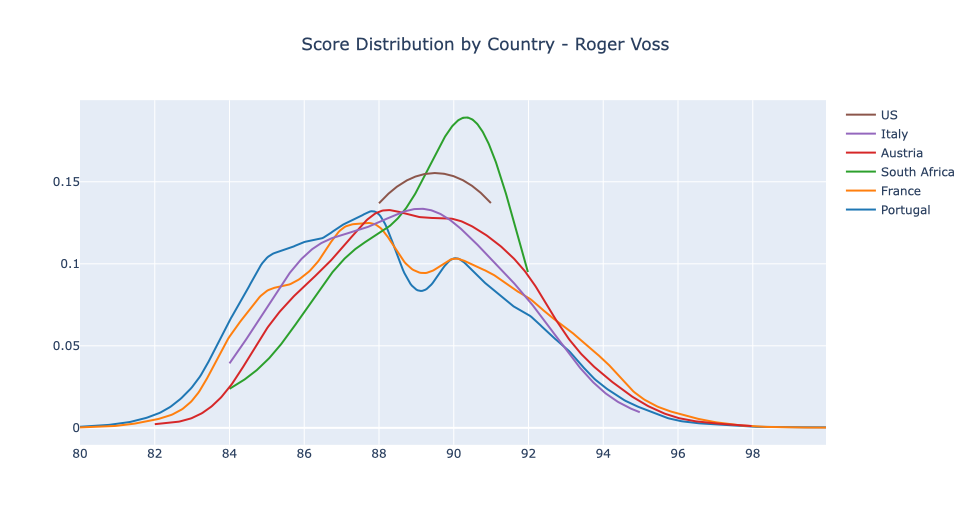 Score Distribution by Country - Roger Voss
US
Italy
Austria
South Africa
France
Portugal
0.15
0.1
0.05
0
80 82 84 86 88 90 92 94 96 98